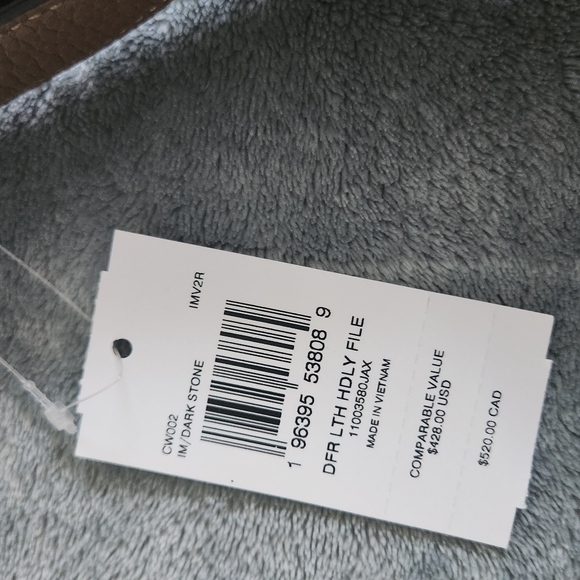 CW002
IM/DARK STONE
IMV2R
1 96395 53808 9
DFR LTH HDLY FILE
11003580JAX
MADE IN VIETNAM
COMPARABLE VALUE
$428.00 USD
$520.00 CAD